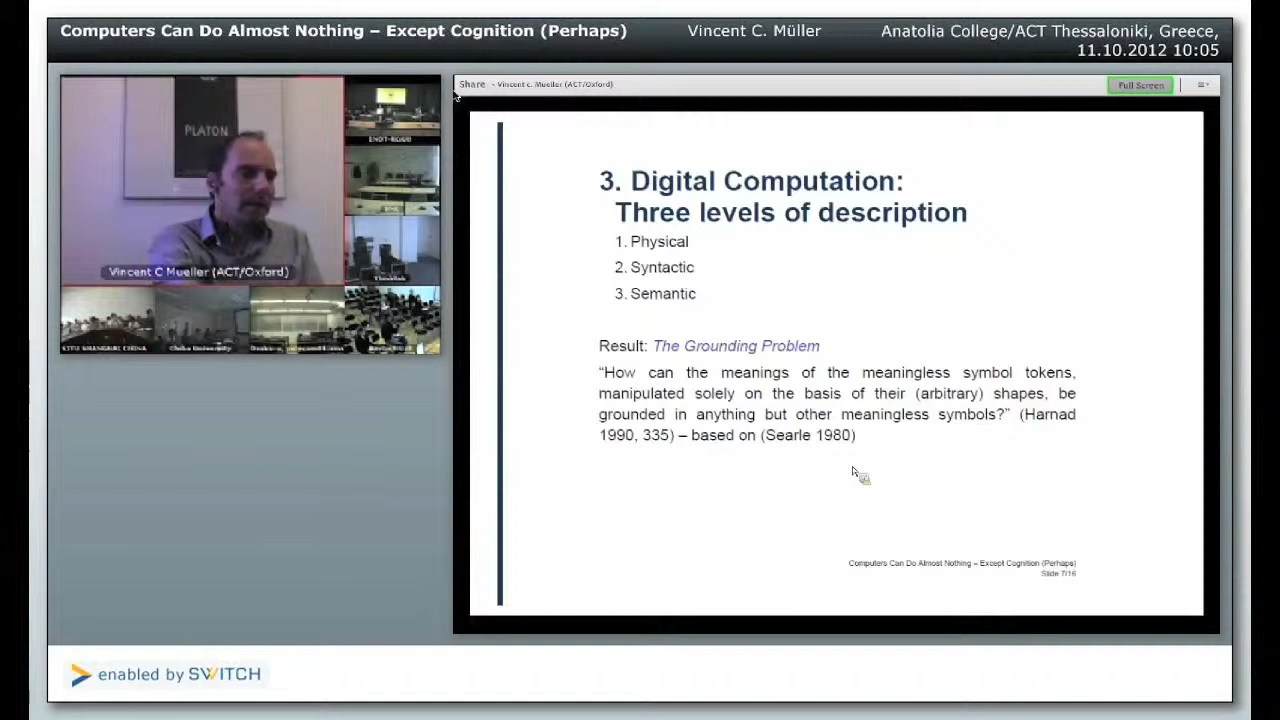 Computers Can Do Almost Nothing – Except Cognition (Perhaps)
Vincent C. Müller
Anatolia College/ACT Thessaloniki, Greece,
11.10.2012 10:05
PLATON
Vincent C Mueller (ACT/Oxford)
Chiba University
Share - Vincent c. Mueller (ACT/Oxford)
Full Screen
3. Digital Computation:
Three levels of description
1. Physical
2. Syntactic
3. Semantic
Result: The Grounding Problem
“How can the meanings of the meaningless symbol tokens,
manipulated solely on the basis of their (arbitrary) shapes, be
grounded in anything but other meaningless symbols?” (Harnad
1990, 335) – based on (Searle 1980)
Computers Can Do Almost Nothing – Except Cognition (Perhaps)
Slide 7/16
enabled by SWITCH